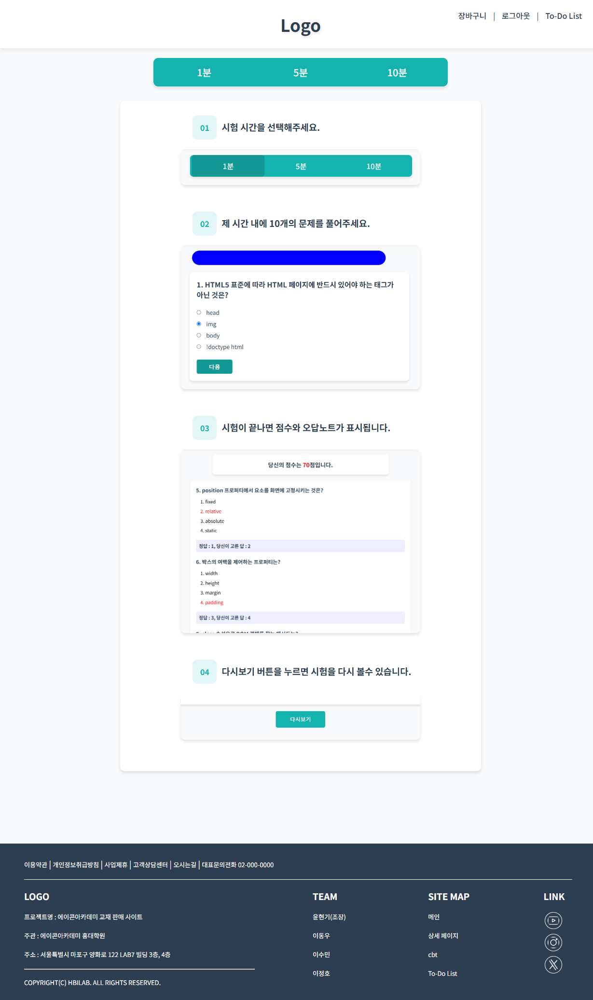 장바구니 | 로그아웃 | To-Do List
Logo
1분 5분 10분
01 시험 시간을 선택해주세요.
1분 5분 10분
02 제 시간 내에 10개의 문제를 풀어주세요.
1. HTML5 표준에 따라 HTML 페이지에 반드시 있어야 하는 태그가
아닌 것은?
head
img
body
!doctype html
다음
03 시험이 끝나면 점수와 오답노트가 표시됩니다.
당신의 점수는 70점입니다.
5. position 프로퍼티에서 요소를 화면에 고정시키는 것은?
1. fixed
2. relative
3. absolute
4. static
정답 : 1, 당신이 고른 답 : 2
6. 박스의 여백을 제어하는 프로퍼티는?
1. width
2. height
3. margin
4. padding
정답 : 3, 당신이 고른 답 : 4
04 다시보기 버튼을 누르면 시험을 다시 볼수 있습니다.
다시보기
이용약관 | 개인정보취급방침 | 사업제휴 | 고객상담센터 | 오시는길 | 대표문의전화 02-000-0000
LOGO
프로젝트명 : 에이콘아카데미 교재 판매 사이트
주관 : 에이콘아카데미 홍대학원
주소 : 서울특별시 마포구 양화로 122 LAB7 빌딩 3층, 4층
COPYRIGHT(C) HBILAB. ALL RIGHTS RESERVED.
TEAM
윤현기(조장)
이동우
이수민
이정호
SITE MAP
메인
상세 페이지
cbt
To-Do List
LINK